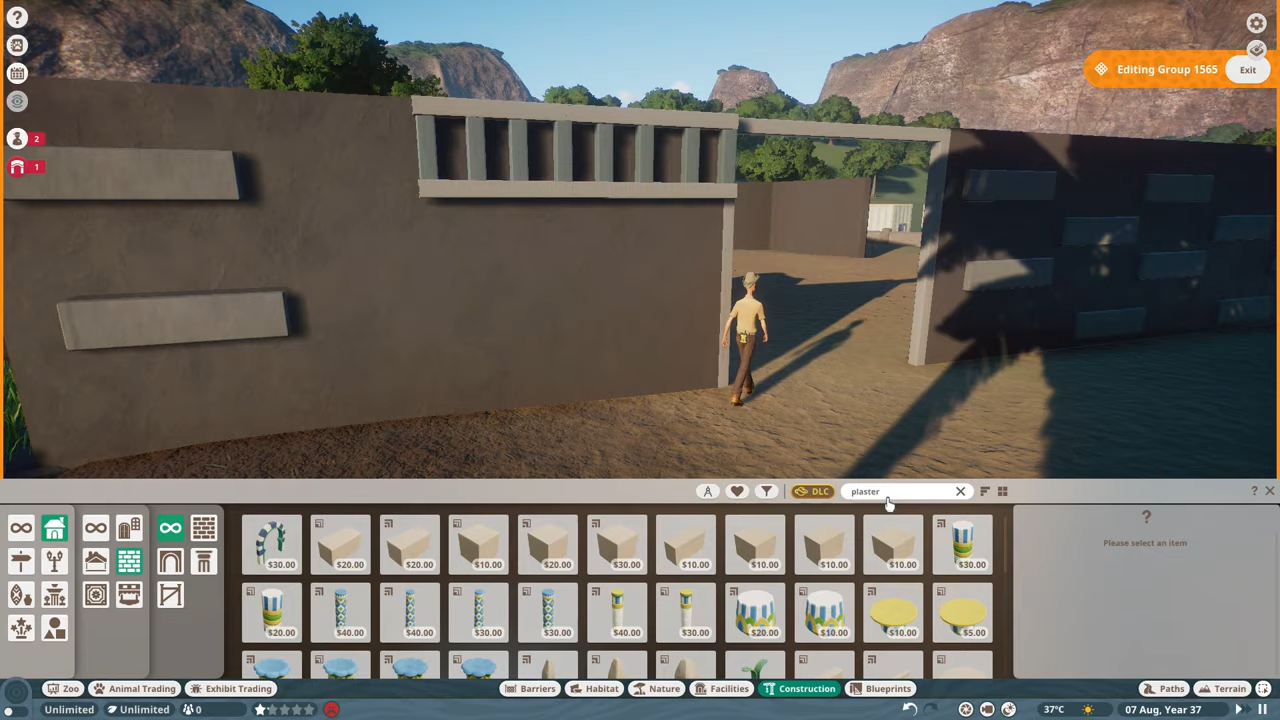 ?
Editing Group 1565
Exit
2
1
DLC
plaster
?
$30.00
$20.00
$20.00
$10.00
$20.00
$30.00
$10.00
$10.00
$10.00
$10.00
$30.00
?
Please select an item
$20.00
$40.00
$40.00
$30.00
$30.00
$40.00
$30.00
$20.00
$10.00
$10.00
$5.00
Zoo
Animal Trading
Exhibit Trading
Barriers
Habitat
Nature
Facilities
Construction
Blueprints
Paths
Terrain
Unlimited
Unlimited
0
37°C
07 Aug, Year 37